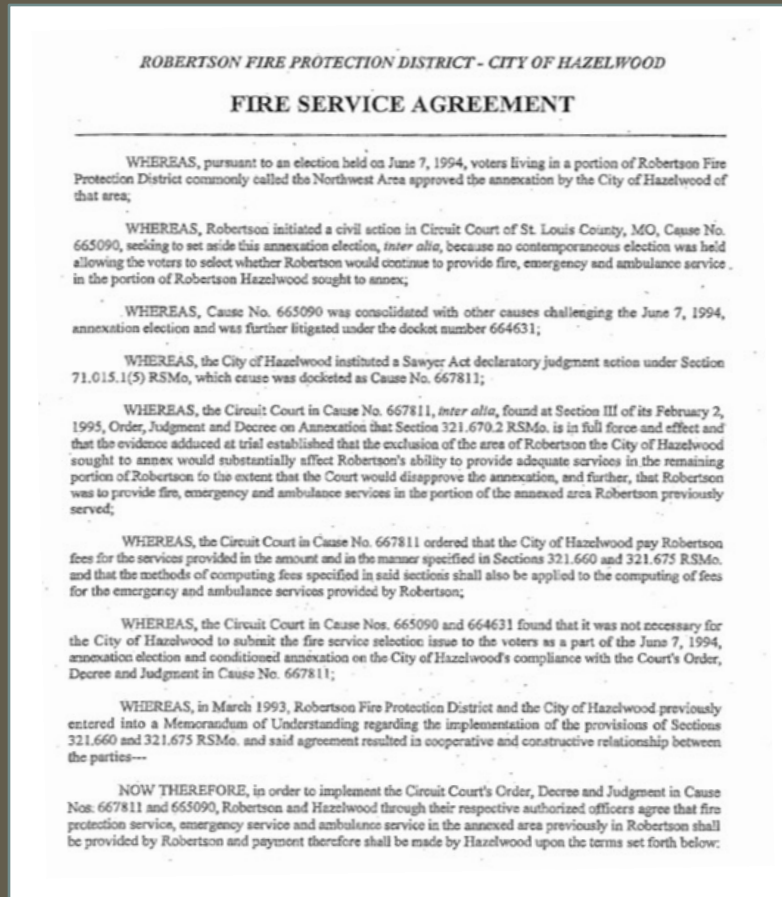 ROBERTSON FIRE PROTECTION DISTRICT - CITY OF HAZELWOOD
FIRE SERVICE AGREEMENT
WHEREAS, pursuant to an election held on June 7, 1994, voters living in a portion of Robertson Fire
Protection District commonly called the Northwest Area approved the annexation by the City of Hazelwood of
that area;
WHEREAS, Robertson initiated a civil action in Circuit Court of St. Louis County, MO, Cause No.
665090, seeking to set aside this annexation election, inter alia, because no contemporaneous election was held
allowing the voters to select whether Robertson would continue to provide fire, emergency and ambulance service
in the portion of Robertson Hazelwood sought to annex;
WHEREAS, Cause No. 665090 was consolidated with other causes challenging the June 7, 1994,
annexation election and was further litigated under the docket number 664631;
WHEREAS, the City of Hazelwood instituted a Sawyer Act declaratory judgment action under Section
71.015.1(5) RSMo, which cause was docketed as Cause No. 667811;
WHEREAS, the Circuit Court in Cause No. 667811, inter alia, found at Section III of its February 2,
1995, Order, Judgment and Decree on Annexation that Section 321.670.2 RSMo. is in full force and effect and
that the evidence adduced at trial established that the exclusion of the area of Robertson the City of Hazelwood
sought to annex would substantially affect Robertson's ability to provide adequate services in the remaining
portion of Robertson to the extent that the Court would disapprove the annexation, and further, that Robertson
was to provide fire, emergency and ambulance services in the portion of the annexed area Robertson previously
served;
WHEREAS, the Circuit Court in Cause No. 667811 ordered that the City of Hazelwood pay Robertson
fees for the services provided in the amount and in the manner specified in Sections 321.660 and 321.675 RSMo.
and that the methods of computing fees specified in said sections shall also be applied to the computing of fees
for the emergency and ambulance services provided by Robertson;
WHEREAS, the Circuit Court in Cause Nos. 665090 and 664631 found that it was not necessary for
the City of Hazelwood to submit the fire service selection issue to the voters as a part of the June 7, 1994,
annexation election and conditioned annexation on the City of Hazelwood's compliance with the Court's Order,
Decree and Judgment in Cause No. 667811;
WHEREAS, in March 1993, Robertson Fire Protection District and the City of Hazelwood previously
entered into a Memorandum of Understanding regarding the implementation of the provisions of Sections
321.660 and 321.675 RSMo. and said agreement resulted in cooperative and constructive relationship between
the parties---
NOW THEREFORE, in order to implement the Circuit Court's Order, Decree and Judgment in Cause
Nos: 667811 and 665090, Robertson and Hazelwood through their respective authorized officers agree that fire
protection service, emergency service and ambulance service in the annexed area previously in Robertson shall
be provided by Robertson and payment therefore shall be made by Hazelwood upon the terms set forth below: